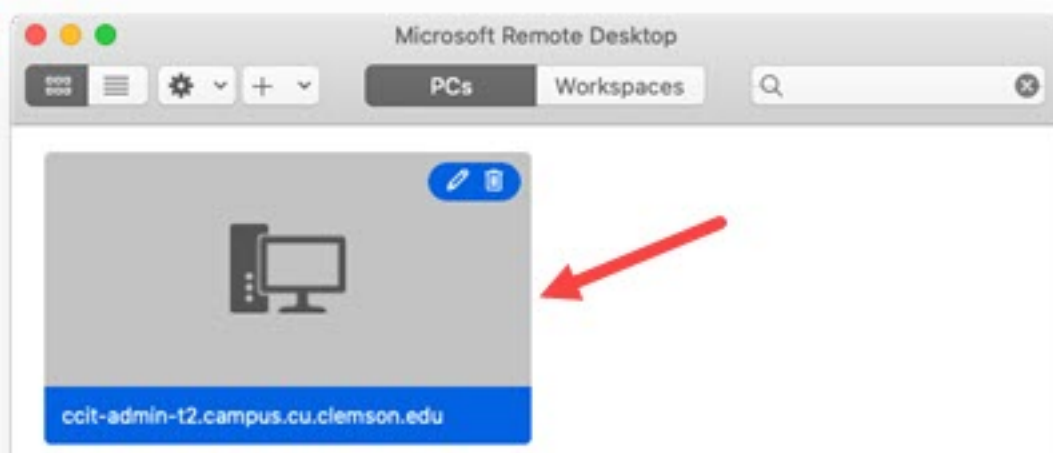 Microsoft Remote Desktop
PCs Workspaces
ccit-admin-t2.campus.cu.clemson.edu